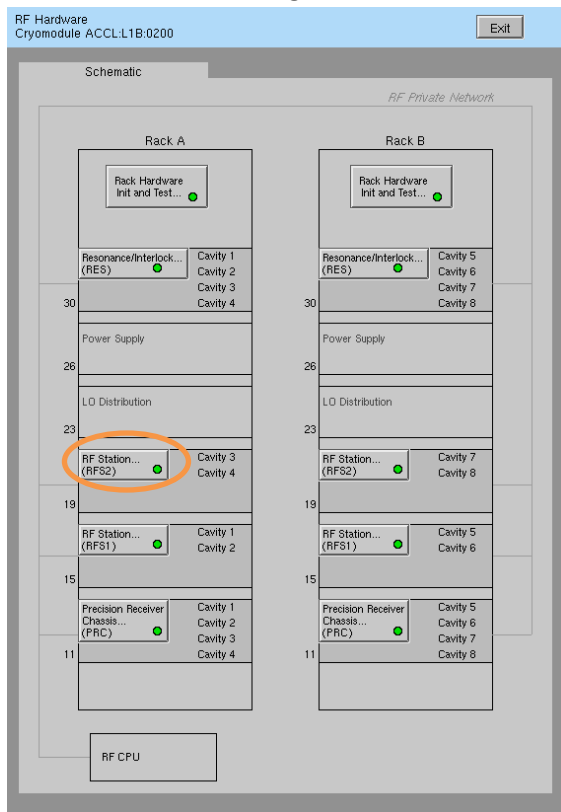 RF Hardware
Cryomodule ACCL:L1B:0200
Exit
Schematic
RF Private Network
Rack A
Rack Hardware
Init and Test...
Resonance/Interlock...
(RES)
Cavity 1
Cavity 2
Cavity 3
Cavity 4
30
Power Supply
26
LO Distribution
23
RF Station...
(RFS2)
Cavity 3
Cavity 4
19
RF Station...
(RFS1)
Cavity 1
Cavity 2
15
Precision Receiver
Chassis...
(PRC)
Cavity 1
Cavity 2
Cavity 3
Cavity 4
11
Rack B
Rack Hardware
Init and Test...
Resonance/Interlock...
(RES)
Cavity 5
Cavity 6
Cavity 7
Cavity 8
30
Power Supply
26
LO Distribution
23
RF Station...
(RFS2)
Cavity 7
Cavity 8
19
RF Station...
(RFS1)
Cavity 5
Cavity 6
15
Precision Receiver
Chassis...
(PRC)
Cavity 5
Cavity 6
Cavity 7
Cavity 8
11
RF CPU